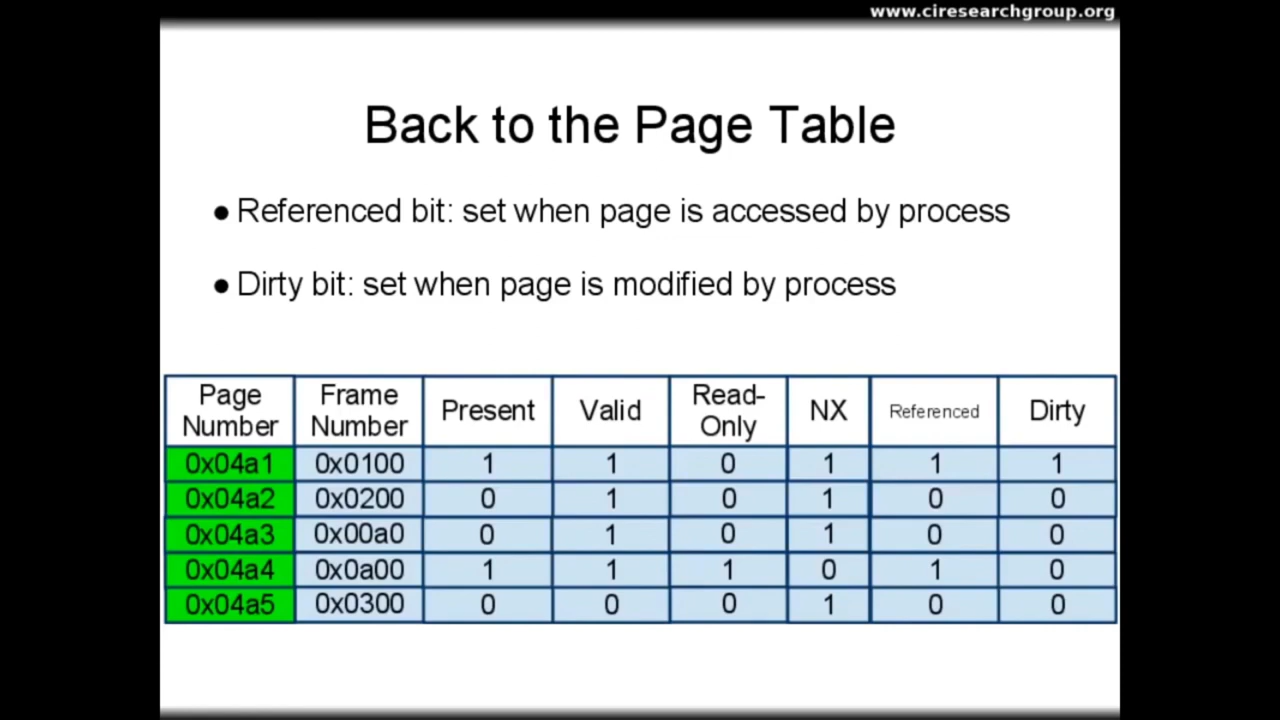 www.ciresearchgroup.org
Back to the Page Table
● Referenced bit: set when page is accessed by process
● Dirty bit: set when page is modified by process
Page Number Frame Number Present Valid Read-Only NX Referenced Dirty
0x04a1 0x0100 1 1 0 1 1 1
0x04a2 0x0200 0 1 0 1 0 0
0x04a3 0x00a0 0 1 0 1 0 0
0x04a4 0x0a00 1 1 1 0 1 0
0x04a5 0x0300 0 0 0 1 0 0